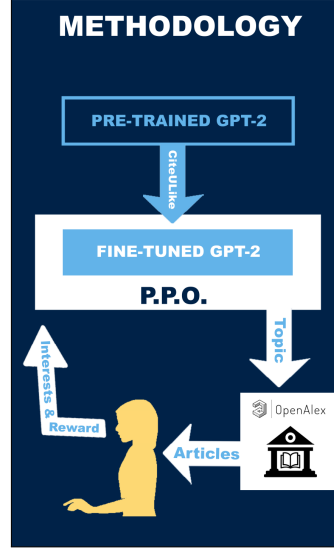 METHODOLOGY
PRE-TRAINED GPT-2
CiteULike
FINE-TUNED GPT-2
P.P.O.
Topic
OpenAlex
Articles
Interests &
Reward